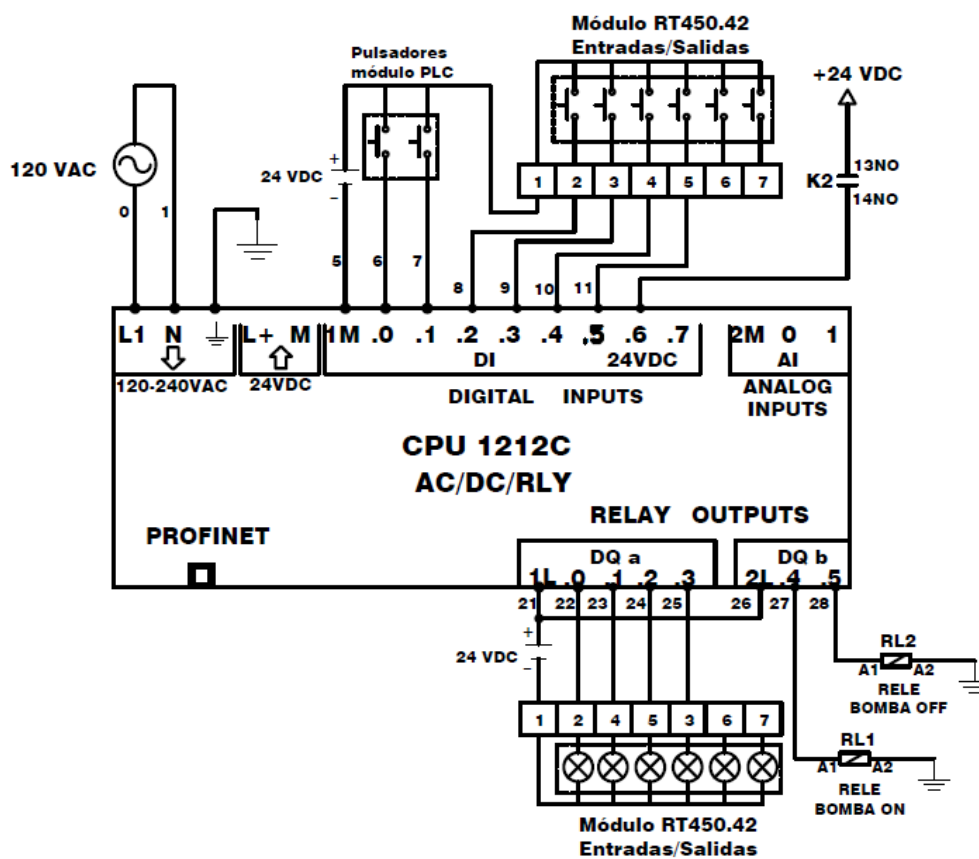 Módulo RT450.42
Entradas/Salidas
Pulsadores
módulo PLC
+24 VDC
120 VAC
+
24 VDC
–
1 2 3 4 5 6 7
K2
13NO
14NO
0 1
5 6 7 8 9 10 11
L1 N L+ M 1M .0 .1 .2 .3 .4 .5 .6 .7 2M 0 1
DI 24VDC AI
120-240VAC 24VDC
DIGITAL INPUTS
ANALOG
INPUTS
CPU 1212C
AC/DC/RLY
RELAY OUTPUTS
PROFINET
DQ a DQ b
1L .0 .1 .2 .3 2L .4 .5
21 22 23 24 25 26 27 28
+
24 VDC
–
RL2
A1 A2
RELE
BOMBA OFF
1 2 4 5 3 6 7
RL1
A1 A2
RELE
BOMBA ON
Módulo RT450.42
Entradas/Salidas